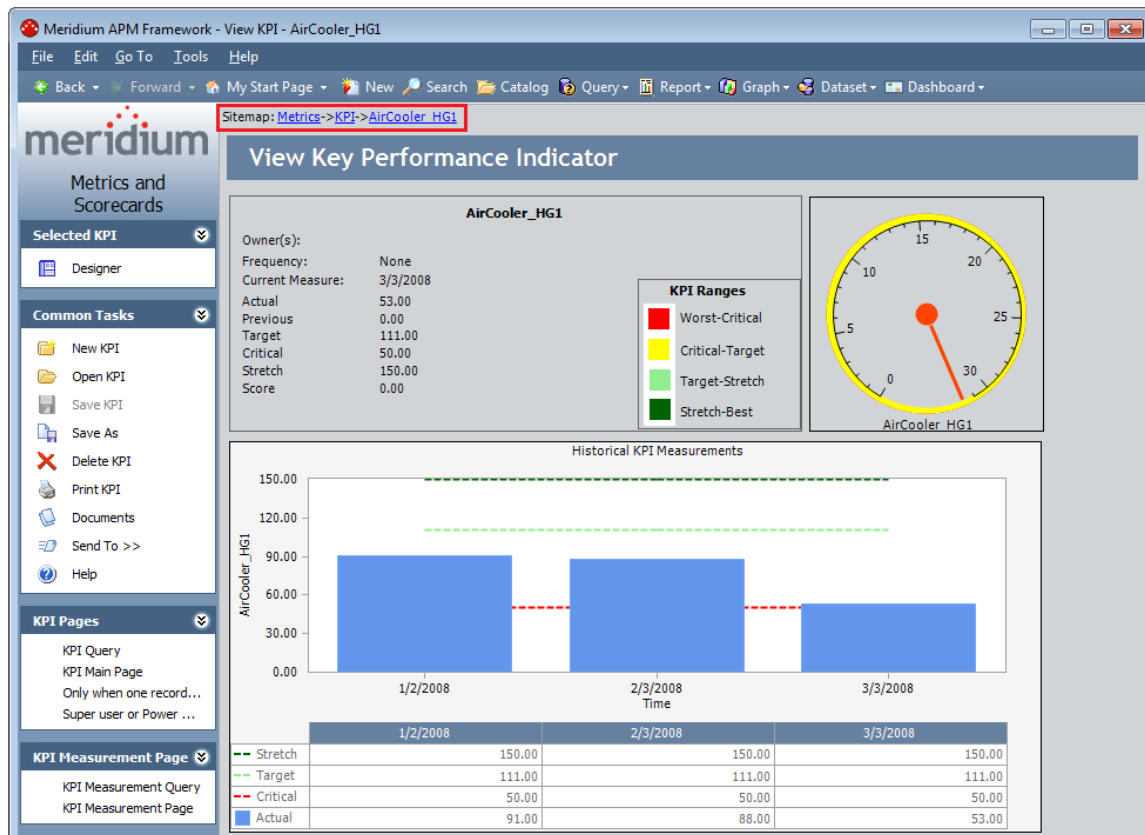 Meridium APM Framework - View KPI - AirCooler_HG1
File Edit Go To Tools Help
Back Forward My Start Page New Search Catalog Query Report Graph Dataset Dashboard
meridium
Metrics and
Scorecards
Selected KPI
Designer
Common Tasks
New KPI
Open KPI
Save KPI
Save As
Delete KPI
Print KPI
Documents
Send To >>
Help
KPI Pages
KPI Query
KPI Main Page
Only when one record...
Super user or Power ...
KPI Measurement Page
KPI Measurement Query
KPI Measurement Page
Sitemap: Metrics->KPI->AirCooler_HG1
View Key Performance Indicator
AirCooler_HG1
Owner(s):
Frequency: None
Current Measure: 3/3/2008
Actual 53.00
Previous 0.00
Target 111.00
Critical 50.00
Stretch 150.00
Score 0.00
KPI Ranges
Worst-Critical
Critical-Target
Target-Stretch
Stretch-Best
0 5 10 15 20 25 30
AirCooler_HG1
Historical KPI Measurements
AirCooler_HG1
150.00
120.00
90.00
60.00
30.00
0.00
1/2/2008 2/3/2008 3/3/2008
Time
1/2/2008 2/3/2008 3/3/2008
Stretch 150.00 150.00 150.00
Target 111.00 111.00 111.00
Critical 50.00 50.00 50.00
Actual 91.00 88.00 53.00